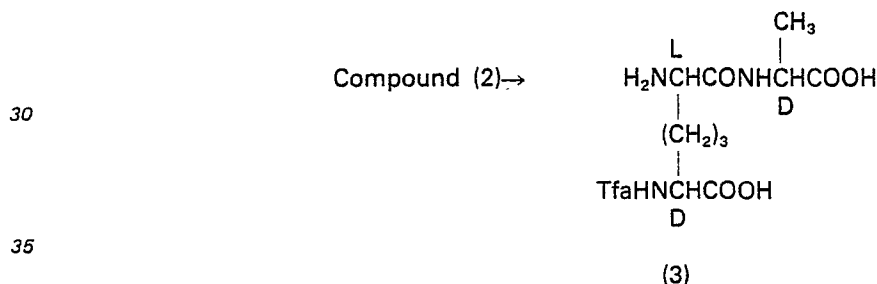 CH₃
L
Compound (2)→ H₂NCHCONHCHCOOH
30 D
(CH₂)₃
TfaHNCHCOOH
D
35
(3)